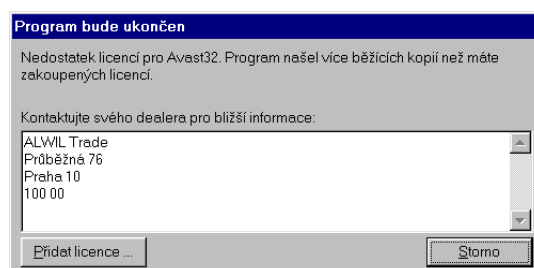 Program bude ukončen
Nedostatek licencí pro Avast32. Program našel více běžících kopií než máte
zakoupených licencí.
Kontaktujte svého dealera pro bližší informace:
ALWIL Trade
Průběžná 76
Praha 10
100 00
Přidat licence ...
Storno